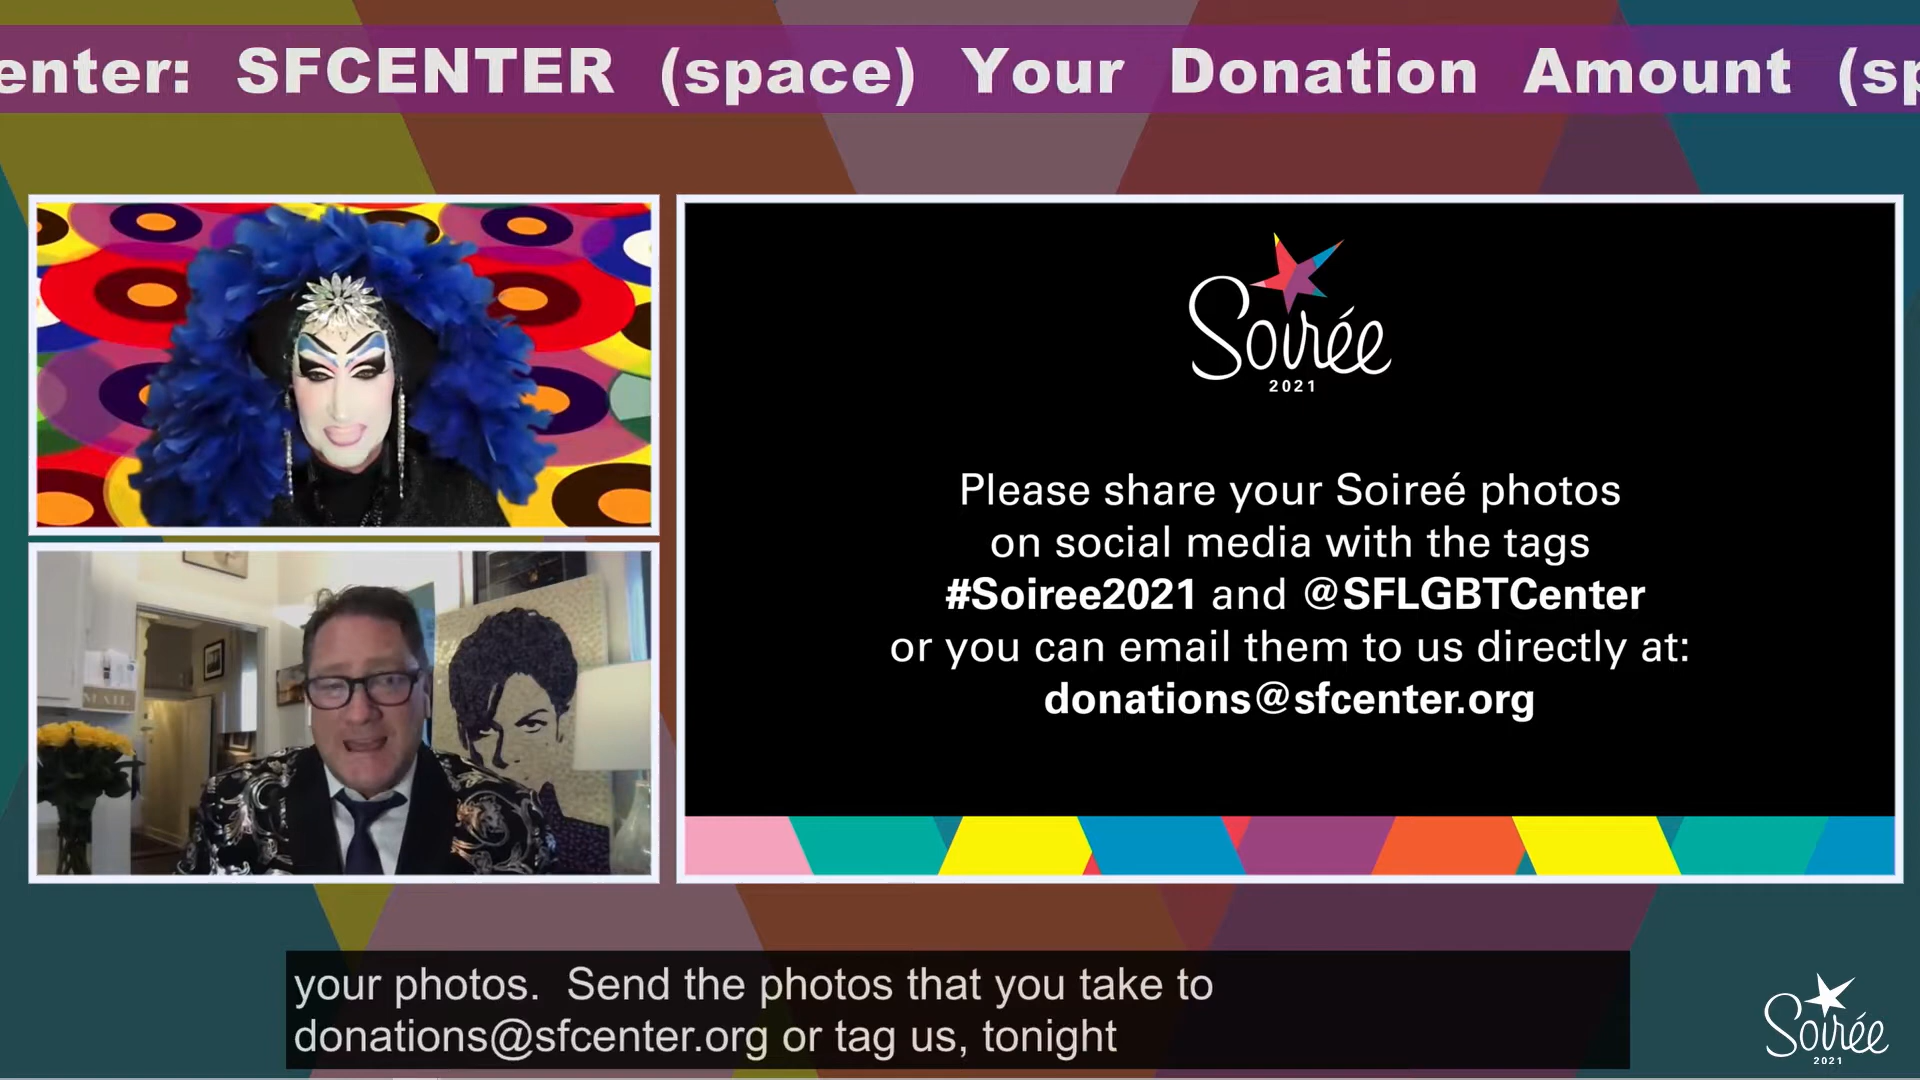 enter: SFCENTER (space) Your Donation Amount (sp
Soirée
2021
Please share your Soireé photos
on social media with the tags
#Soiree2021 and @SFLGBTCenter
or you can email them to us directly at:
donations@sfcenter.org
MAIL
your photos. Send the photos that you take to
donations@sfcenter.org or tag us, tonight
Soirée
2021